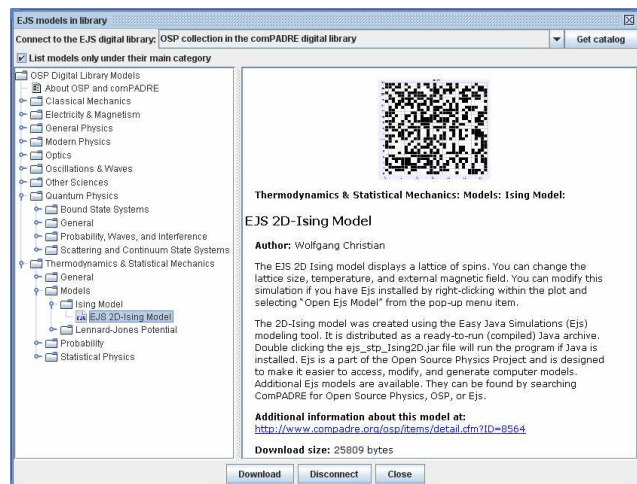 EJS models in library
Connect to the EJS digital library: OSP collection in the comPADRE digital library
Get catalog
List models only under their main category
OSP Digital Library Models
About OSP and comPADRE
Classical Mechanics
Electricity & Magnetism
General Physics
Modern Physics
Optics
Oscillations & Waves
Other Sciences
Quantum Physics
Bound State Systems
General
Probability, Waves, and Interference
Scattering and Continuum State Systems
Thermodynamics & Statistical Mechanics
General
Models
Ising Model
EJS 2D-Ising Model
Lennard-Jones Potential
Probability
Statistical Physics
Thermodynamics & Statistical Mechanics: Models: Ising Model:
EJS 2D-Ising Model
Author: Wolfgang Christian
The EJS 2D Ising model displays a lattice of spins. You can change the
lattice size, temperature, and external magnetic field. You can modify this
simulation if you have Ejs installed by right-clicking within the plot and
selecting "Open Ejs Model" from the pop-up menu item.
The 2D-Ising model was created using the Easy Java Simulations (Ejs)
modeling tool. It is distributed as a ready-to-run (compiled) Java archive.
Double clicking the ejs_stp_Ising2D.jar file will run the program if Java is
installed. Ejs is a part of the Open Source Physics Project and is designed
to make it easier to access, modify, and generate computer models.
Additional Ejs models are available. They can be found by searching
ComPADRE for Open Source Physics, OSP, or Ejs.
Additional information about this model at:
http://www.compadre.org/osp/items/detail.cfm?ID=8564
Download size: 25809 bytes
Download
Disconnect
Close